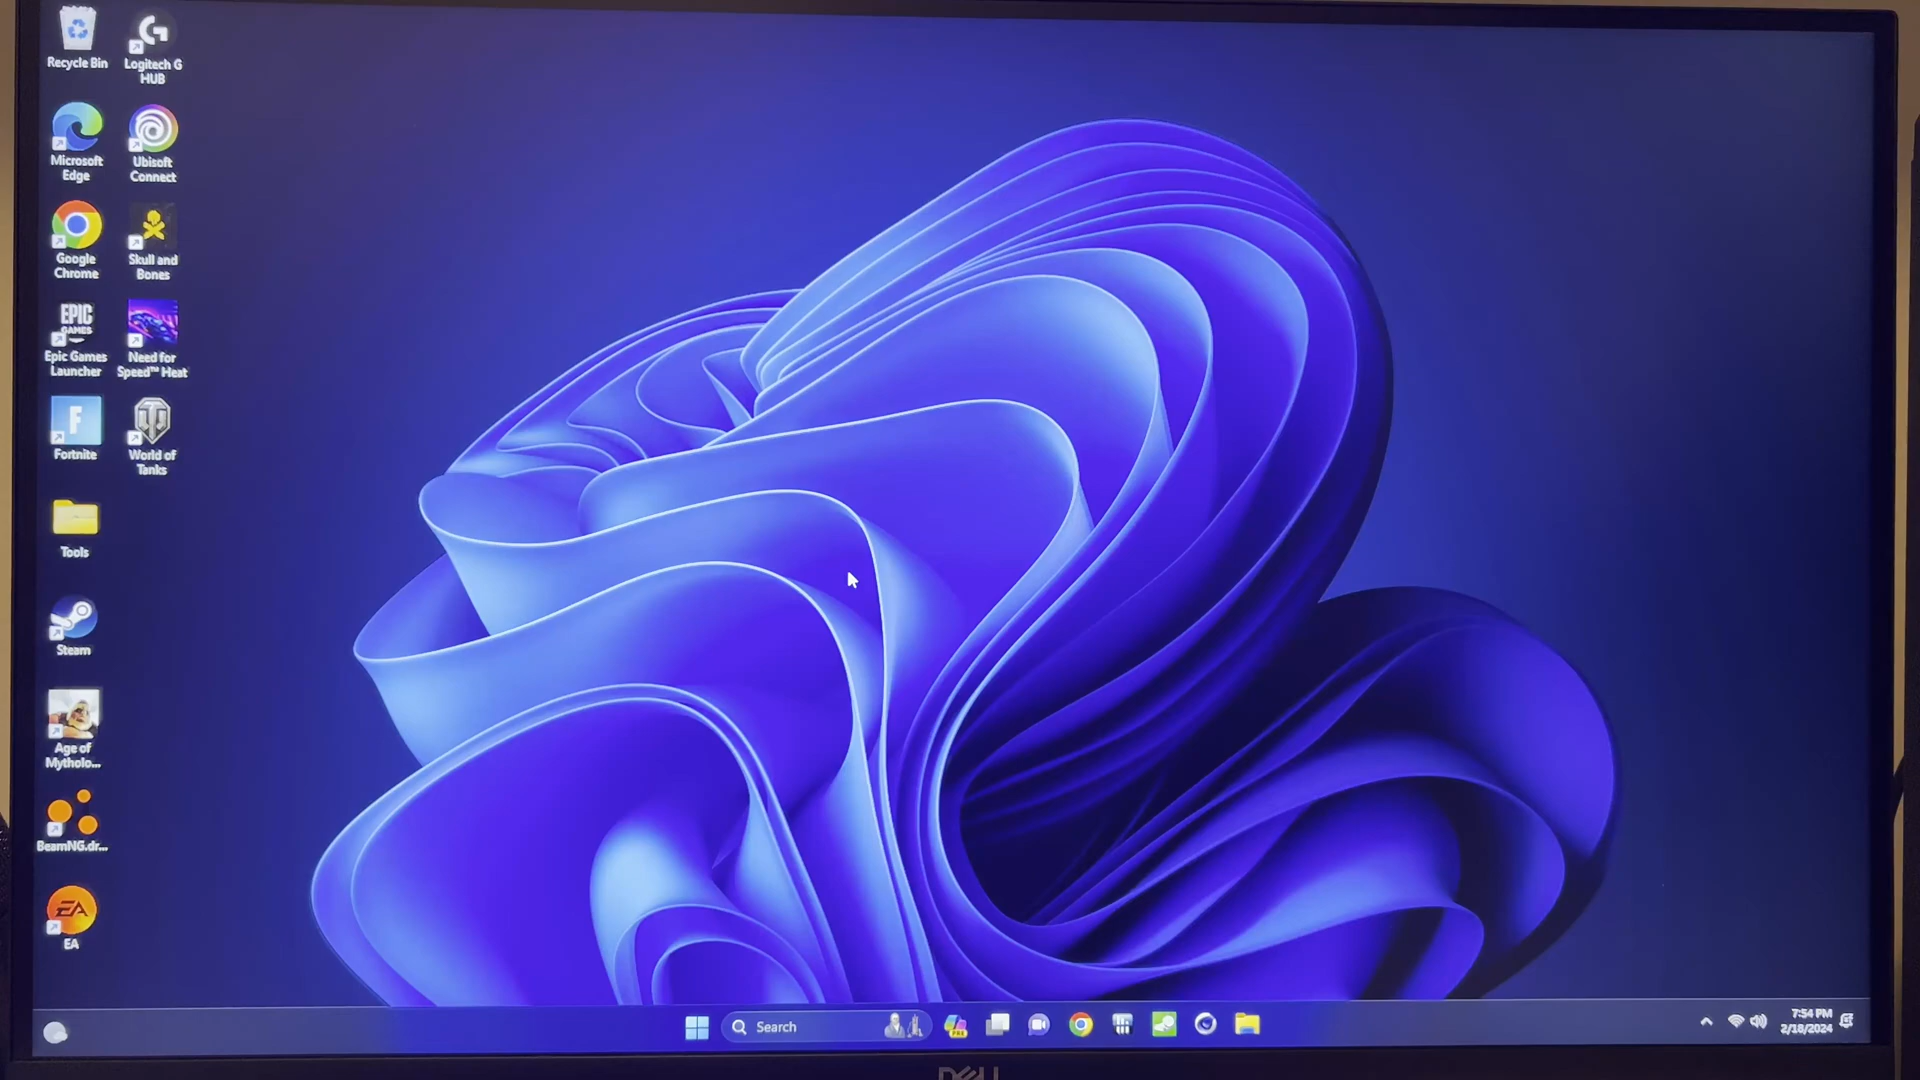 Recycle Bin
Logitech G
HUB
Microsoft
Edge
Ubisoft
Connect
Google
Chrome
Skull and
Bones
EPIC
GAMES
Epic Games
Launcher
Need for
Speed™ Heat
F
Fortnite
World of
Tanks
Tools
Steam
Age of
Mytholo...
BeamNG.dr...
EA
EA
Search
PRE
7:54 PM
2/18/2024
DELL